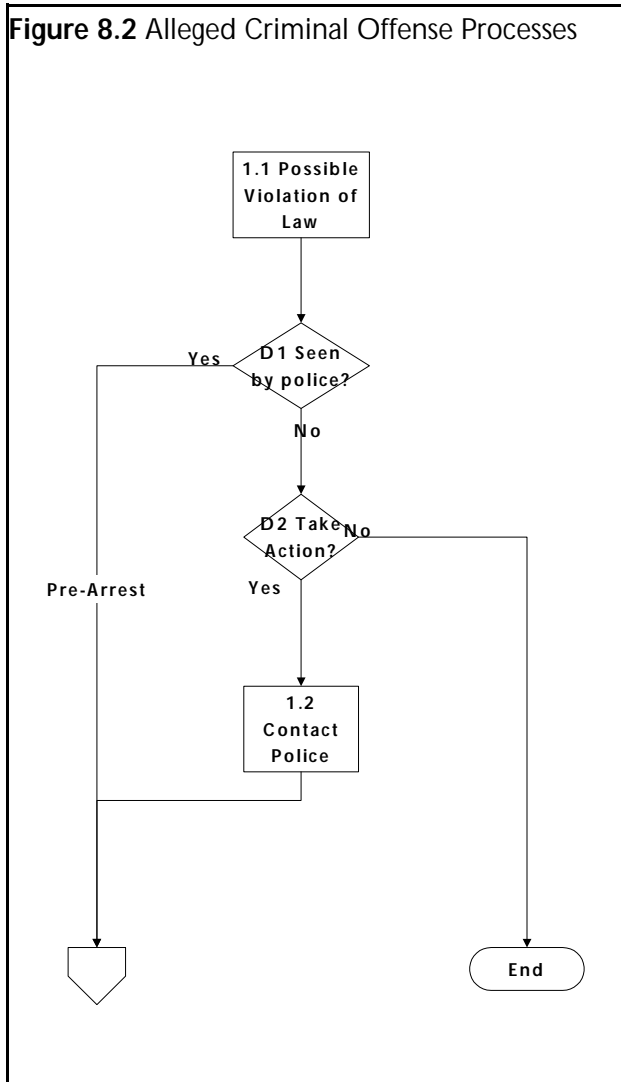 Figure 8.2 Alleged Criminal Offense Processes
1.1 Possible
Violation of
Law
D1 Seen
by police?
Yes
No
D2 Take
Action?
No
Yes
Pre-Arrest
1.2
Contact
Police
End